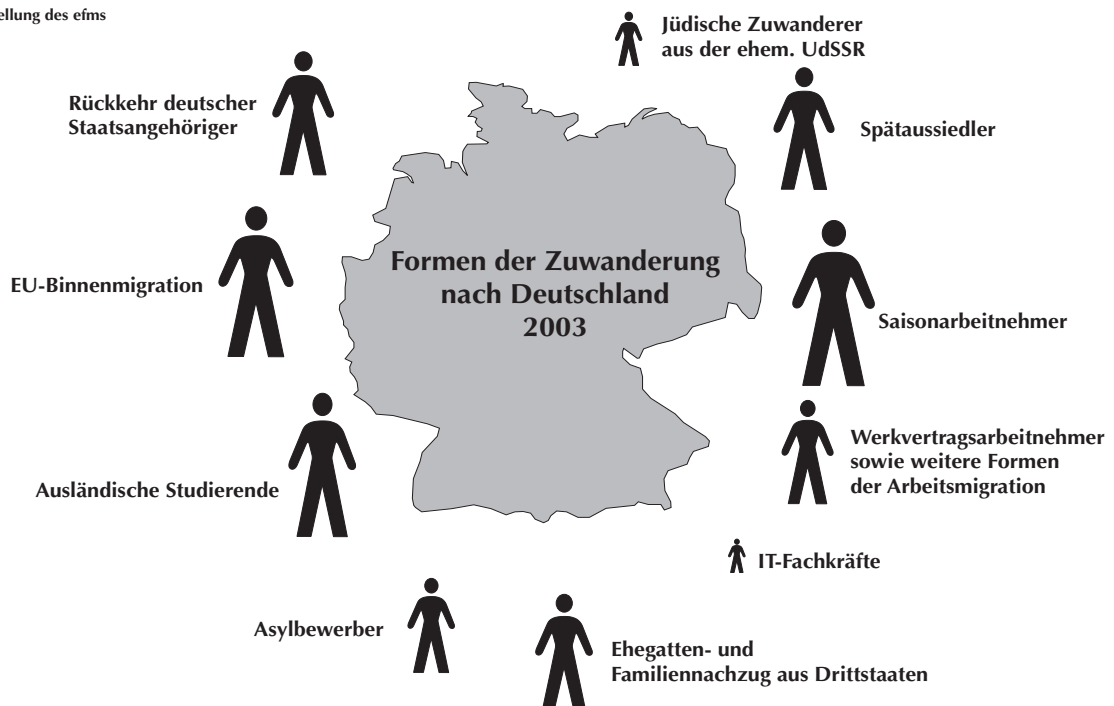 des efms
Jüdische Zuwanderer
aus der ehem. UdSSR
Rückkehr deutscher
Staatsangehöriger
Spätaussiedler
EU-Binnenmigration
Formen der Zuwanderung
nach Deutschland
2003
Saisonarbeitnehmer
Werkvertragsarbeitnehmer
sowie weitere Formen
der Arbeitsmigration
Ausländische Studierende
IT-Fachkräfte
Asylbewerber
Ehegatten- und
Familiennachzug aus Drittstaaten